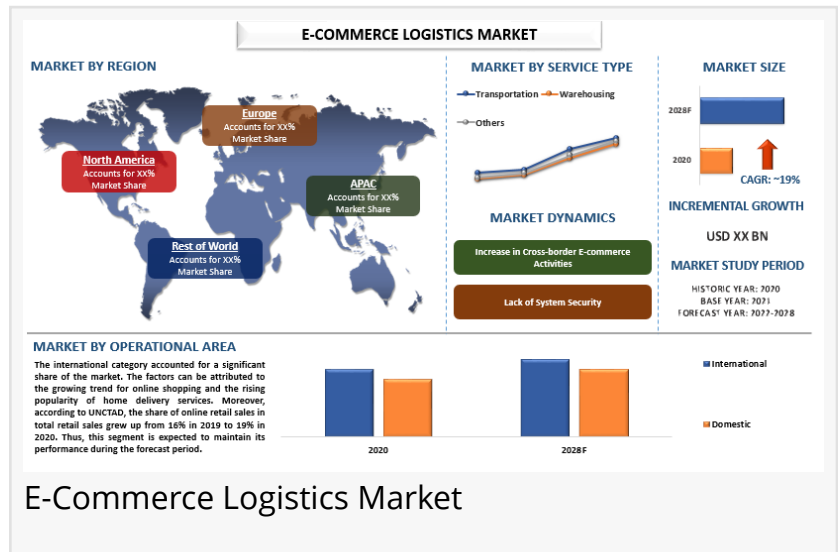 E-COMMERCE LOGISTICS MARKET
MARKET BY REGION
Europe
Accounts for XX%
Market Share
North America
Accounts for XX%
Market Share
APAC
Accounts for XX%
Market Share
Rest of World
Accounts for XX%
Market Share
MARKET BY SERVICE TYPE
Transportation
Warehousing
Others
MARKET DYNAMICS
Increase in Cross-border E-commerce
Activities
Lack of System Security
MARKET SIZE
2028F
2020
CAGR: ~19%
INCREMENTAL GROWTH
USD XX BN
MARKET STUDY PERIOD
HISTORIC YEAR: 2020
BASE YEAR: 2021
FORECAST YEAR: 2022-2028
MARKET BY OPERATIONAL AREA
The international category accounted for a significant
share of the market. The factors can be attributed to
the growing trend for online shopping and the rising
popularity of home delivery services. Moreover,
according to UNCTAD, the share of online retail sales in
total retail sales grew up from 16% in 2019 to 19% in
2020. Thus, this segment is expected to maintain its
performance during the forecast period.
2020
2028F
International
Domestic
E-Commerce Logistics Market